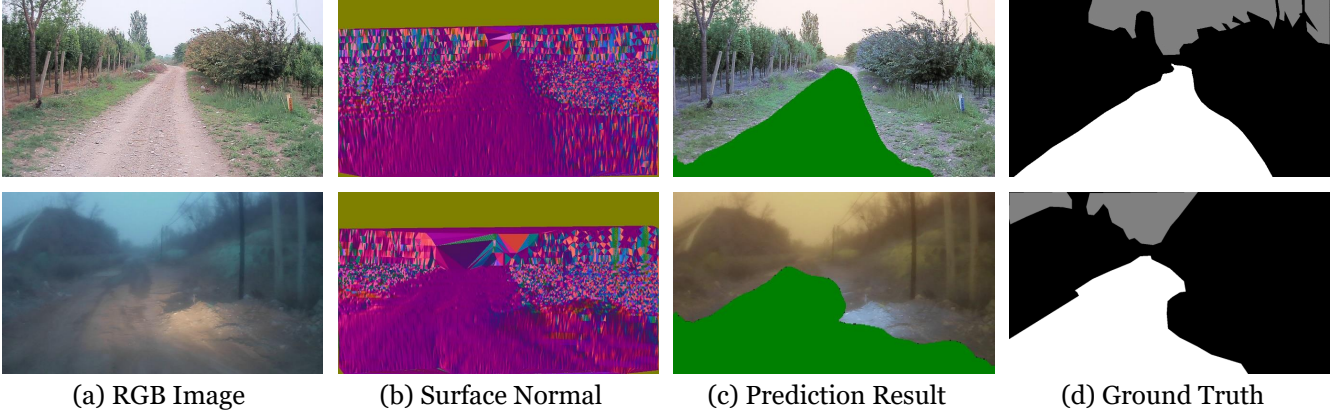 (a) RGB Image
(b) Surface Normal
(c) Prediction Result
(d) Ground Truth